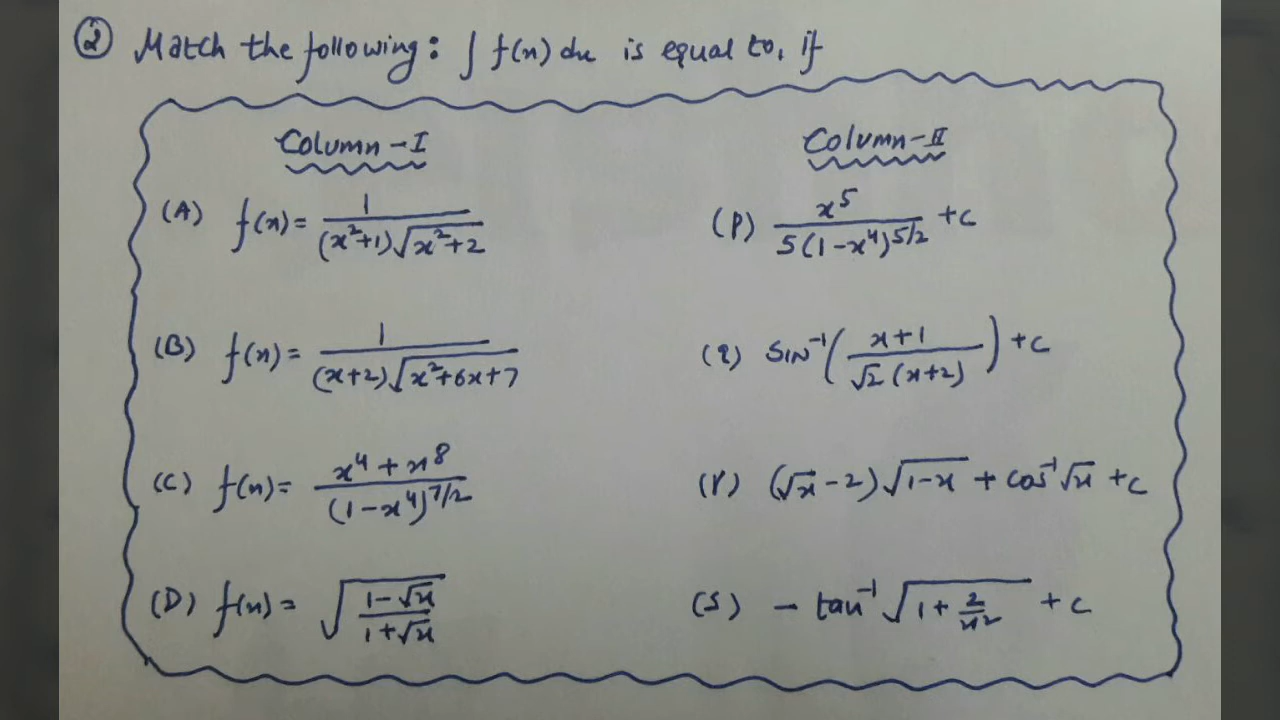 ② Match the following: ∫ f(x) dx is equal to, if
Column-I Column-II
(A) f(x) = 1/((x²+1)√(x²+2)) (P) x⁵/(5(1-x⁴)^(5/2)) + c
(B) f(x) = 1/((x+2)√(x²+6x+7)) (q) sin⁻¹((x+1)/(√2(x+2))) + c
(C) f(x) = (x⁴+x⁸)/(1-x⁴)^(7/2) (r) (√x-2)√(1-x) + cos⁻¹√x + c
(D) f(x) = √((1-√x)/(1+√x)) (s) - tan⁻¹√(1+2/x²) + c